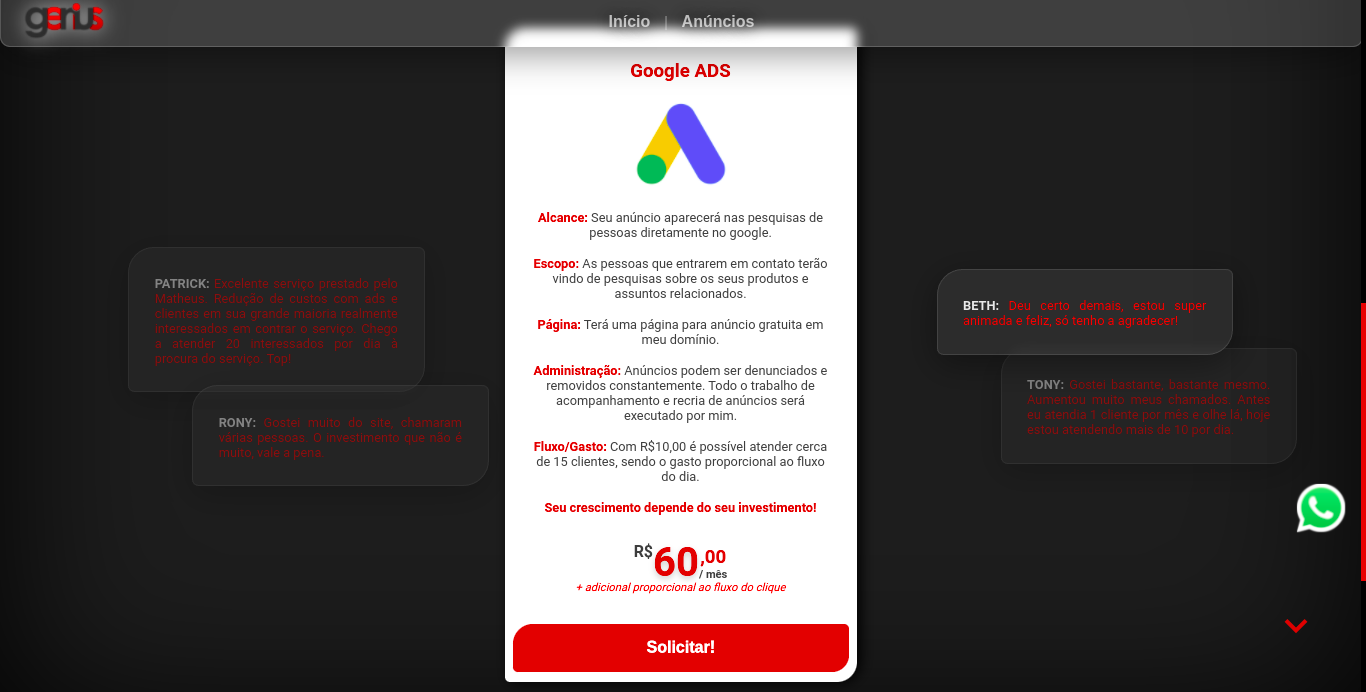 genius
Início | Anúncios
Google ADS
Alcance: Seu anúncio aparecerá nas pesquisas de
pessoas diretamente no google.
Escopo: As pessoas que entrarem em contato terão
vindo de pesquisas sobre os seus produtos e
assuntos relacionados.
Página: Terá uma página para anúncio gratuita em
meu domínio.
Administração: Anúncios podem ser denunciados e
removidos constantemente. Todo o trabalho de
acompanhamento e recria de anúncios será
executado por mim.
Fluxo/Gasto: Com R$10,00 é possível atender cerca
de 15 clientes, sendo o gasto proporcional ao fluxo
do dia.
Seu crescimento depende do seu investimento!
R$60,00
/ mês
+ adicional proporcional ao fluxo do clique
Solicitar!
PATRICK: Excelente serviço prestado pelo
Matheus. Redução de custos com ads e
clientes em sua grande maioria realmente
interessados em contrar o serviço. Chego
a atender 20 interessados por dia à
procura do serviço. Top!
RONY: Gostei muito do site, chamaram
várias pessoas. O investimento que não é
muito, vale a pena.
BETH: Deu certo demais, estou super
animada e feliz, só tenho a agradecer!
TONY: Gostei bastante, bastante mesmo.
Aumentou muito meus chamados. Antes
eu atendia 1 cliente por mês e olhe lá, hoje
estou atendendo mais de 10 por dia.